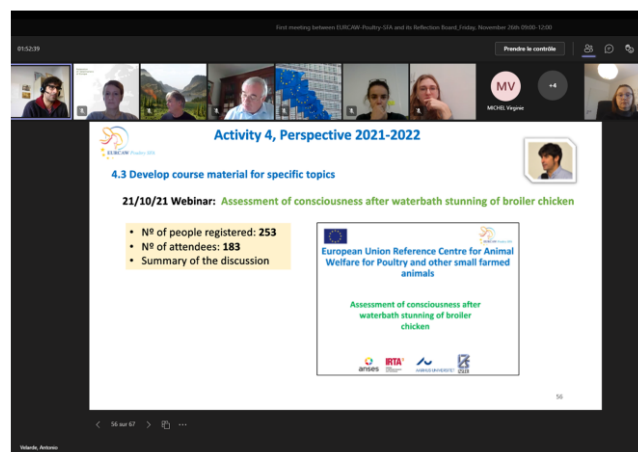 First meeting between EURCAW-Poultry-SFA and its Reflection Board, Friday, November 26th 09:00-12:00
01:52:39
Prendre le contrôle
MV
+4
MICHEL Virginie
EURCAW Poultry-SFA
Activity 4, Perspective 2021-2022
4.3 Develop course material for specific topics
21/10/21 Webinar: Assessment of consciousness after waterbath stunning of broiler chicken
• Nº of people registered: 253
• Nº of attendees: 183
• Summary of the discussion
European Union Reference Centre for Animal
Welfare for Poultry and other small farmed
animals
Assessment of consciousness after
waterbath stunning of broiler
chicken
anses
IRTA
AARHUS UNIVERSITET
56
56 sur 67
Velarde, Antonio